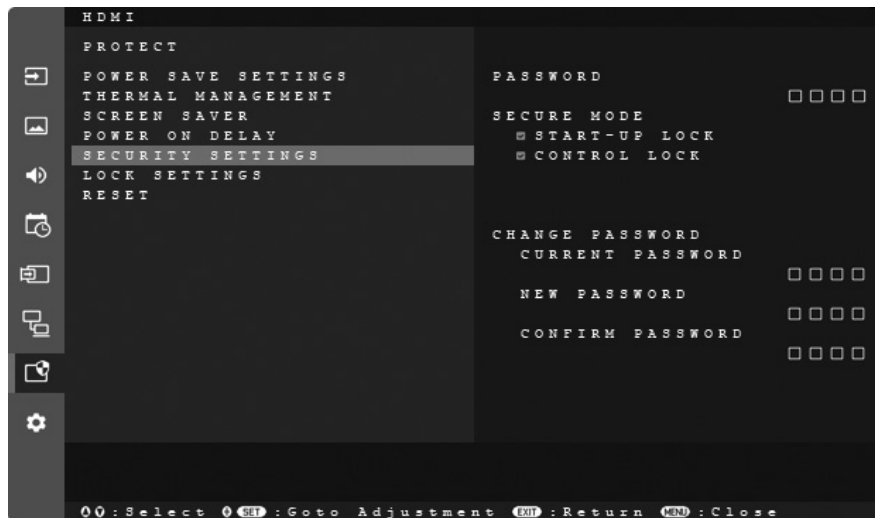 HDMI
PROTECT
POWER SAVE SETTINGS
THERMAL MANAGEMENT
SCREEN SAVER
POWER ON DELAY
SECURITY SETTINGS
LOCK SETTINGS
RESET
PASSWORD
SECURE MODE
START-UP LOCK
CONTROL LOCK
CHANGE PASSWORD
CURRENT PASSWORD
NEW PASSWORD
CONFIRM PASSWORD
:Select SET :Goto Adjustment EXIT :Return MENU :Close